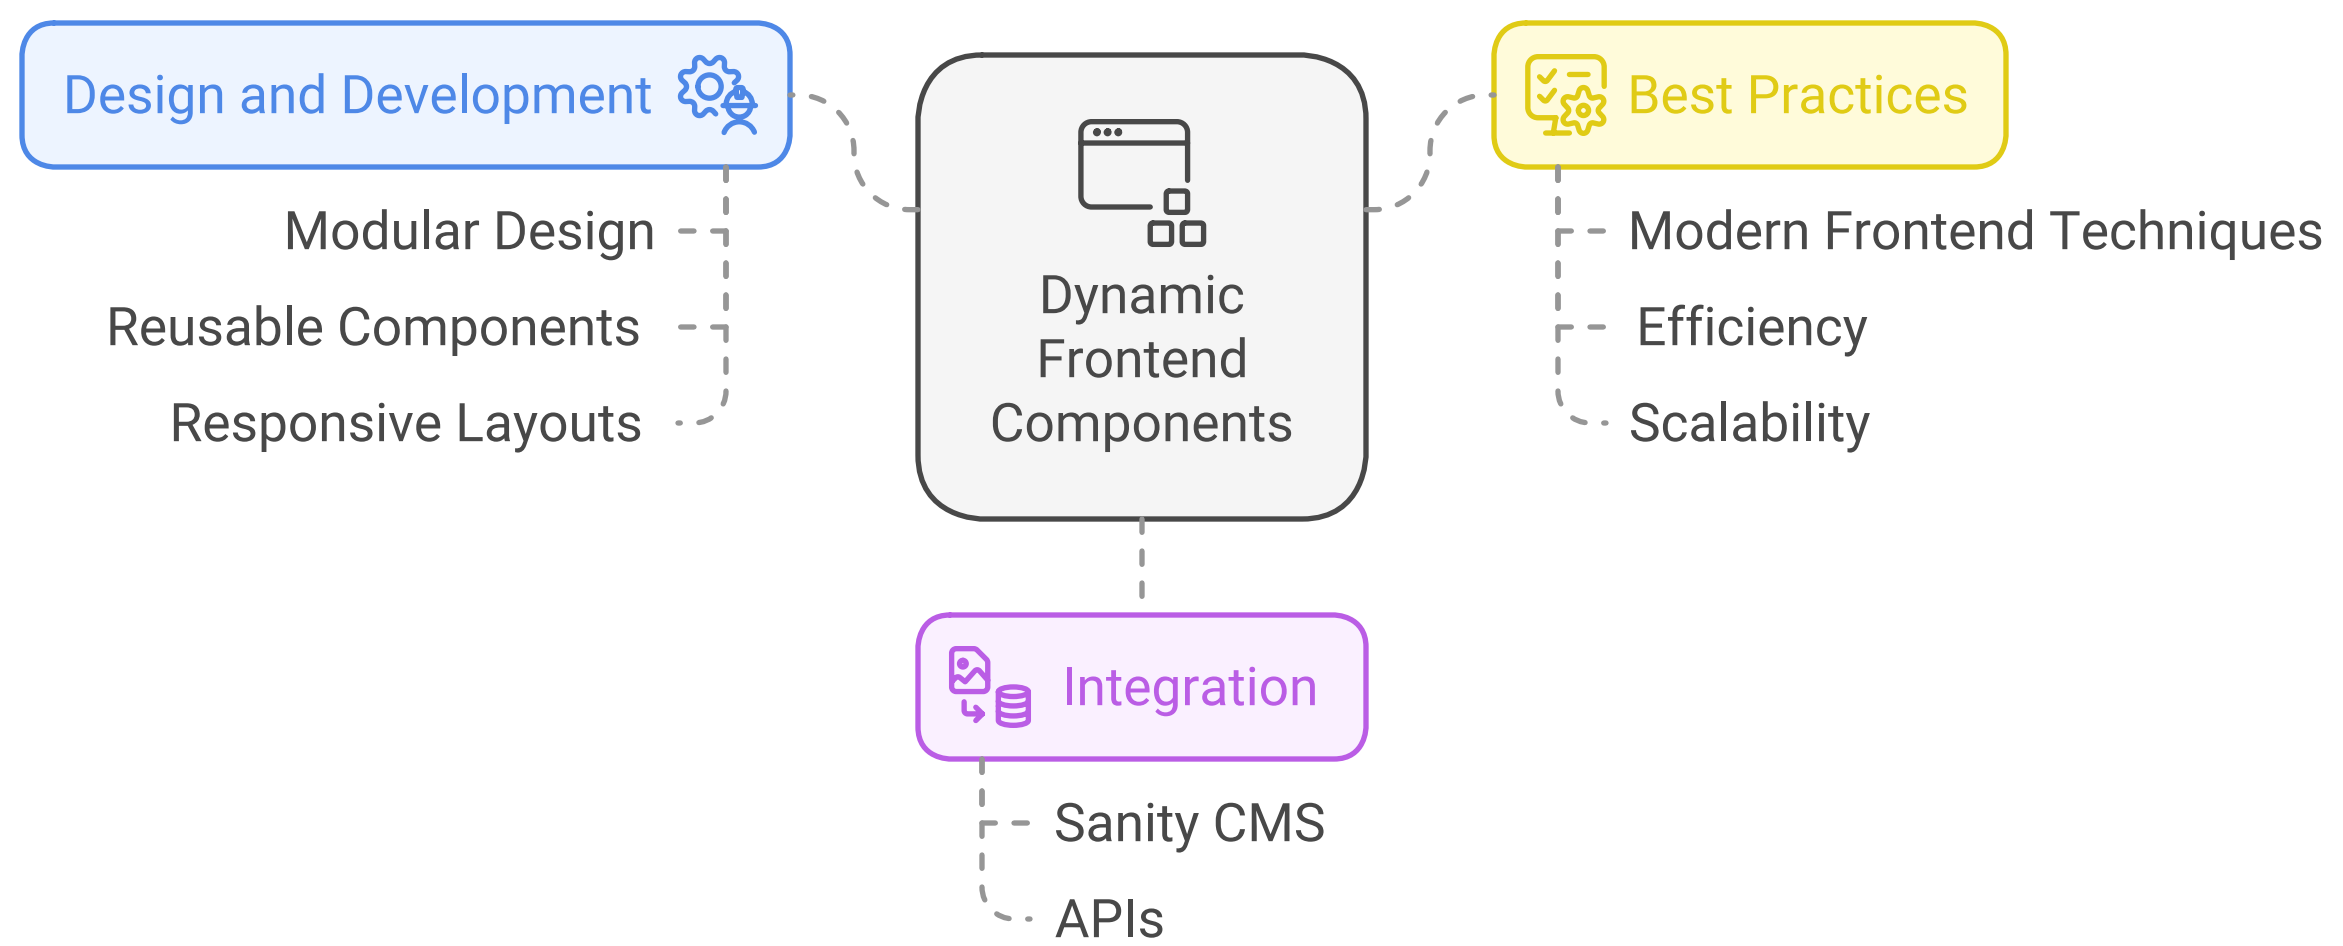 Design and Development
Modular Design
Reusable Components
Responsive Layouts
Dynamic
Frontend
Components
Best Practices
Modern Frontend Techniques
Efficiency
Scalability
Integration
Sanity CMS
APIs